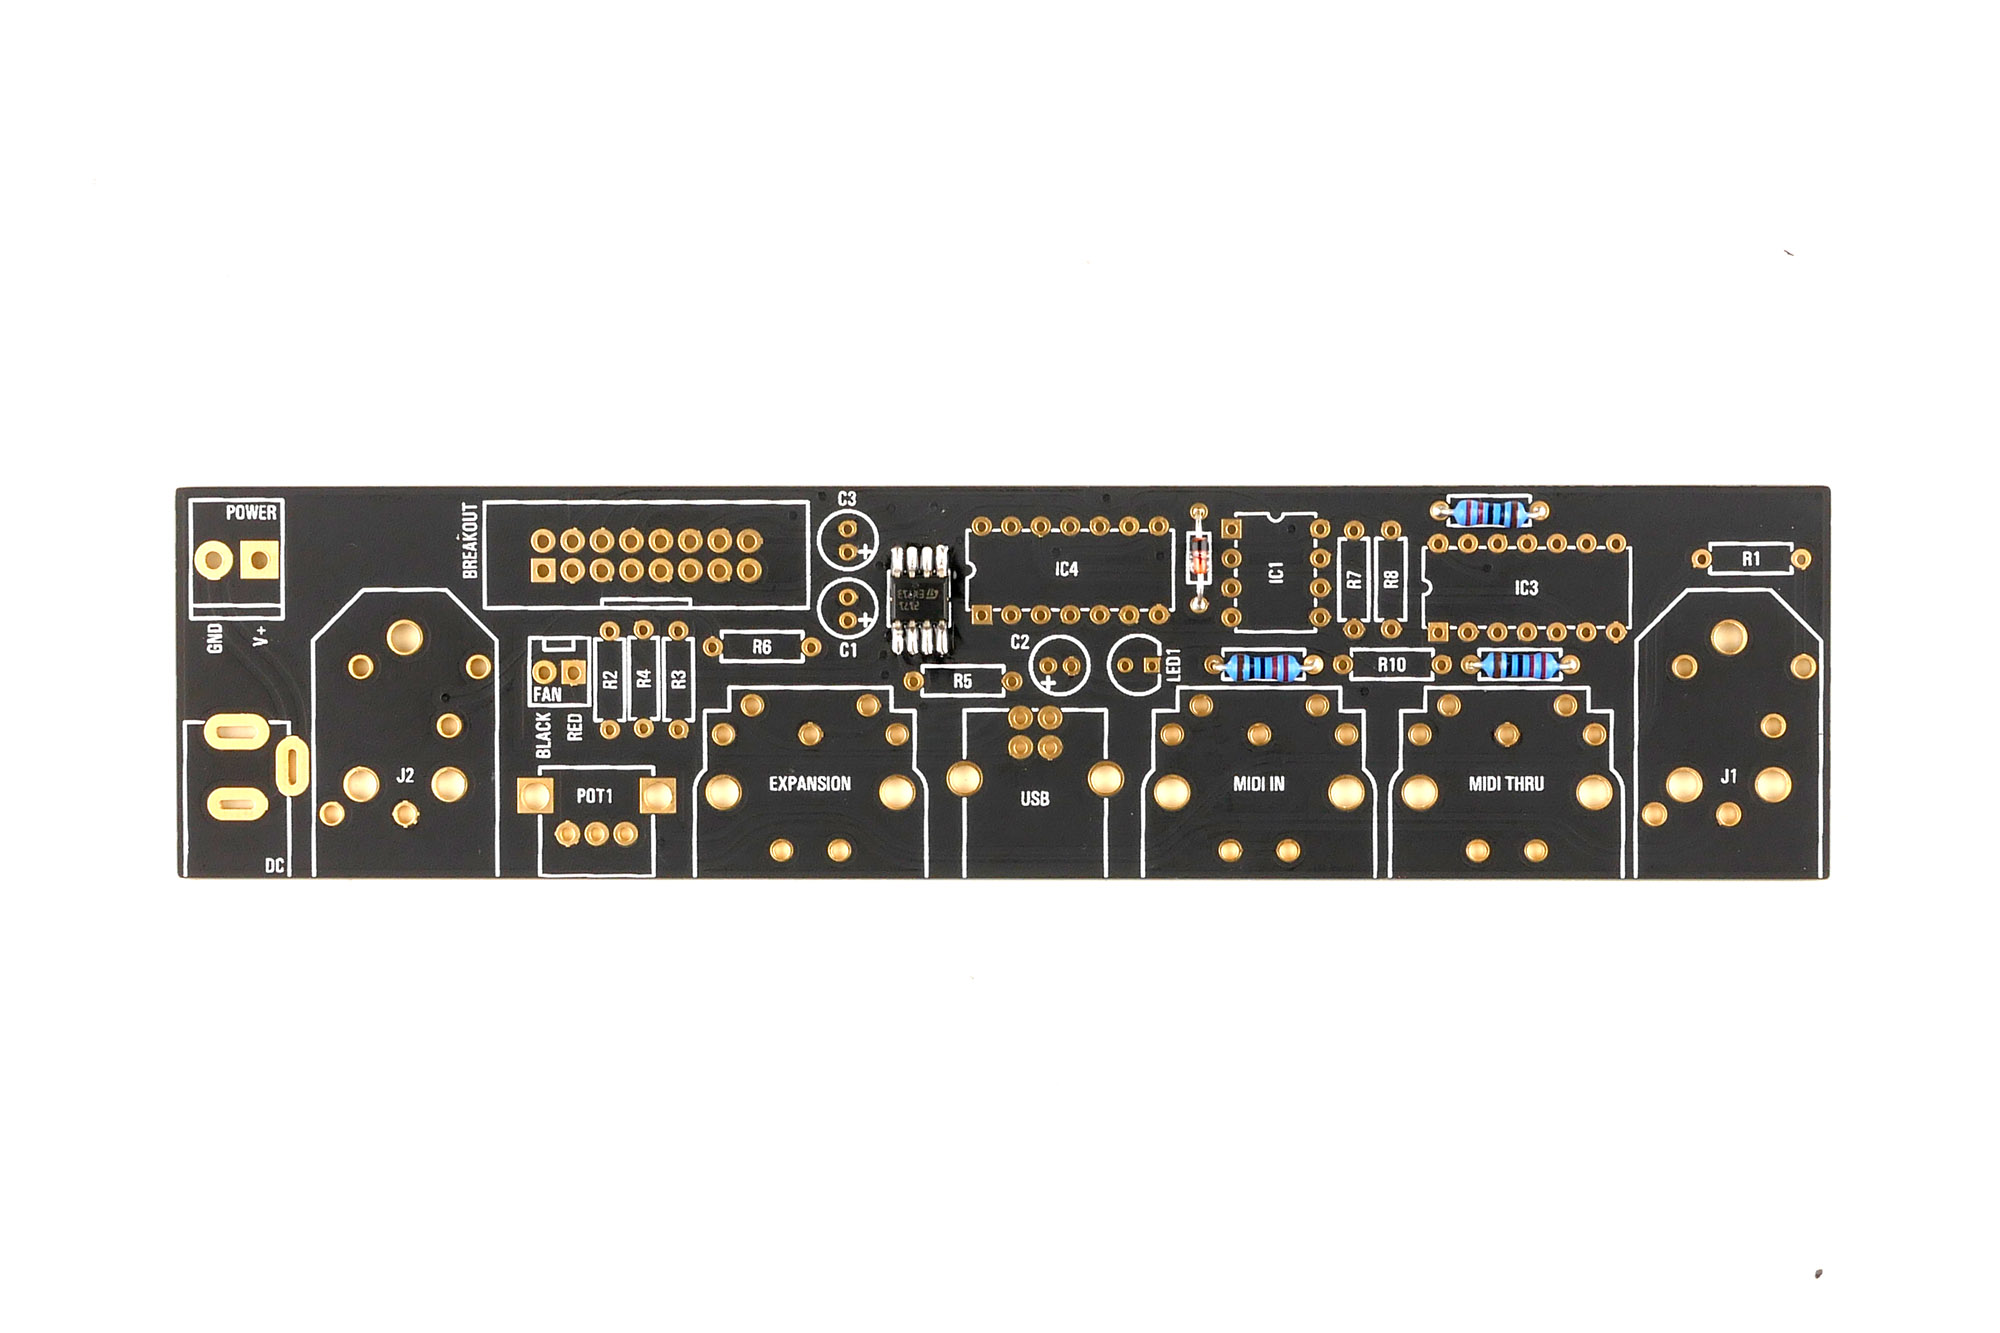 POWER
GND
V+
BREAKOUT
C3
C1
IC4
IC1
R7
R8
IC3
R1
R6
C2
LED1
R10
R5
FAN
BLACK
RED
R2
R4
R3
J2
POT1
EXPANSION
USB
MIDI IN
MIDI THRU
J1
DC
2171